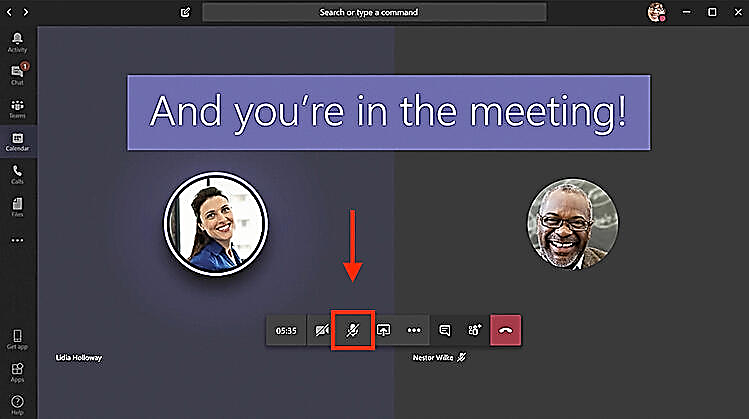 Search or type a command
Activity
1
Chat
Teams
Calendar
Calls
Files
Get app
Apps
Help
And you're in the meeting!
05:35
Lidia Holloway
Nestor Wilke